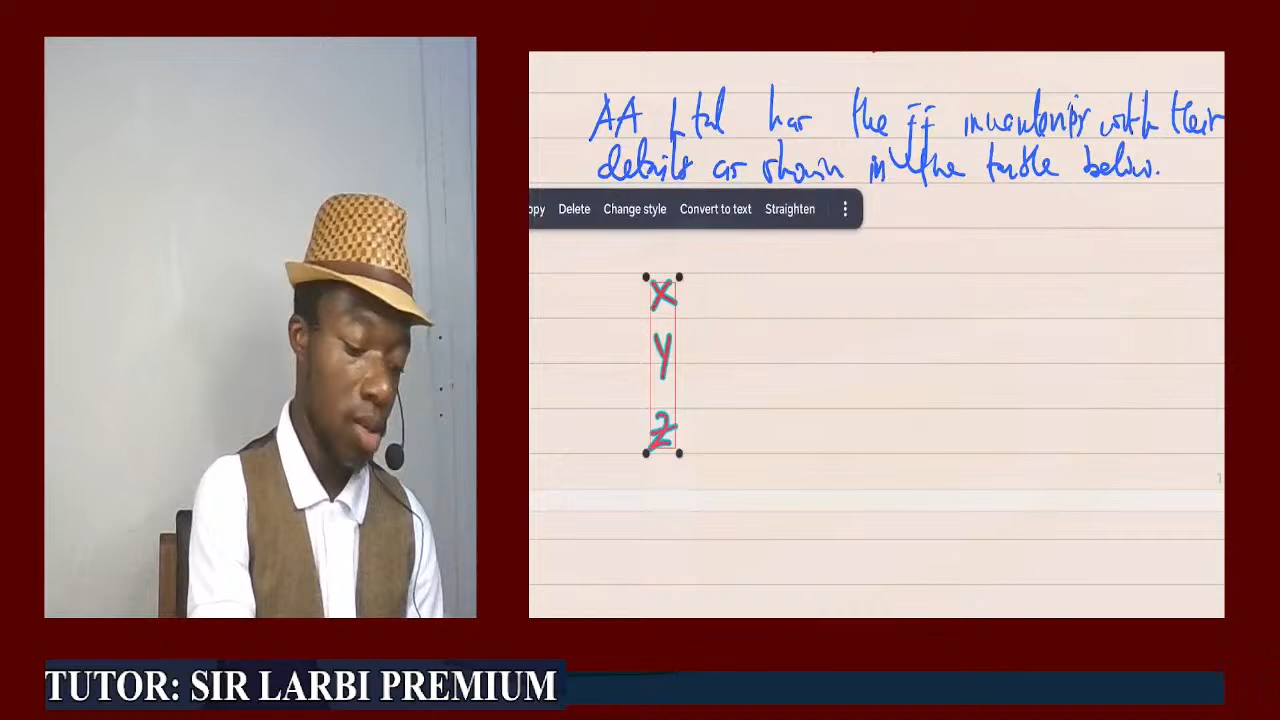 AA Ltd has the ff inventories with their
details as shown in the table below.
opy Delete Change style Convert to text Straighten
X
y
z
TUTOR: SIR LARBI PREMIUM